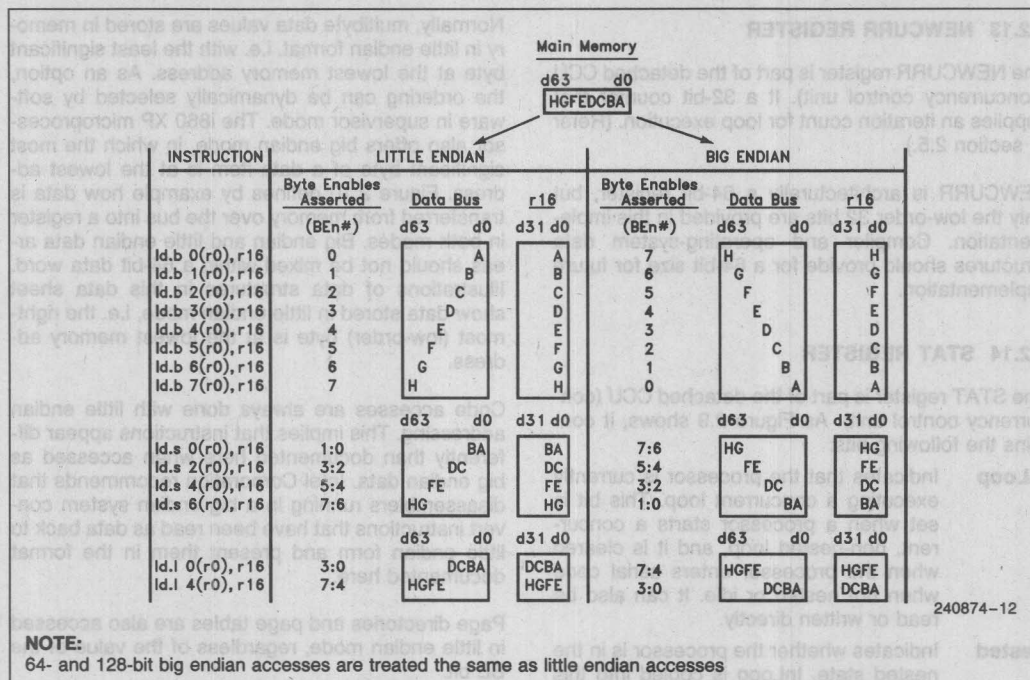 Main Memory
d63 d0
HGFEDCBA
INSTRUCTION LITTLE ENDIAN BIG ENDIAN
Byte Enables Byte Enables
Asserted Data Bus r16 Asserted Data Bus r16
(BEn#) d63 d0 d31 d0 (BEn#) d63 d0 d31 d0
ld.b 0(r0),r16 0 A A 7 H H
ld.b 1(r0),r16 1 B B 6 G G
ld.b 2(r0),r16 2 C C 5 F F
ld.b 3(r0),r16 3 D D 4 E E
ld.b 4(r0),r16 4 E E 3 D D
ld.b 5(r0),r16 5 F F 2 C C
ld.b 6(r0),r16 6 G G 1 B B
ld.b 7(r0),r16 7 H H 0 A A
d63 d0 d31 d0 d63 d0 d31 d0
ld.s 0(r0),r16 1:0 BA BA 7:6 HG HG
ld.s 2(r0),r16 3:2 DC DC 5:4 FE FE
ld.s 4(r0),r16 5:4 FE FE 3:2 DC DC
ld.s 6(r0),r16 7:6 HG HG 1:0 BA BA
d63 d0 d31 d0 d63 d0 d31 d0
ld.l 0(r0),r16 3:0 DCBA DCBA 7:4 HGFE HGFE
ld.l 4(r0),r16 7:4 HGFE HGFE 3:0 DCBA DCBA
240874–12
NOTE:
64- and 128-bit big endian accesses are treated the same as little endian accesses